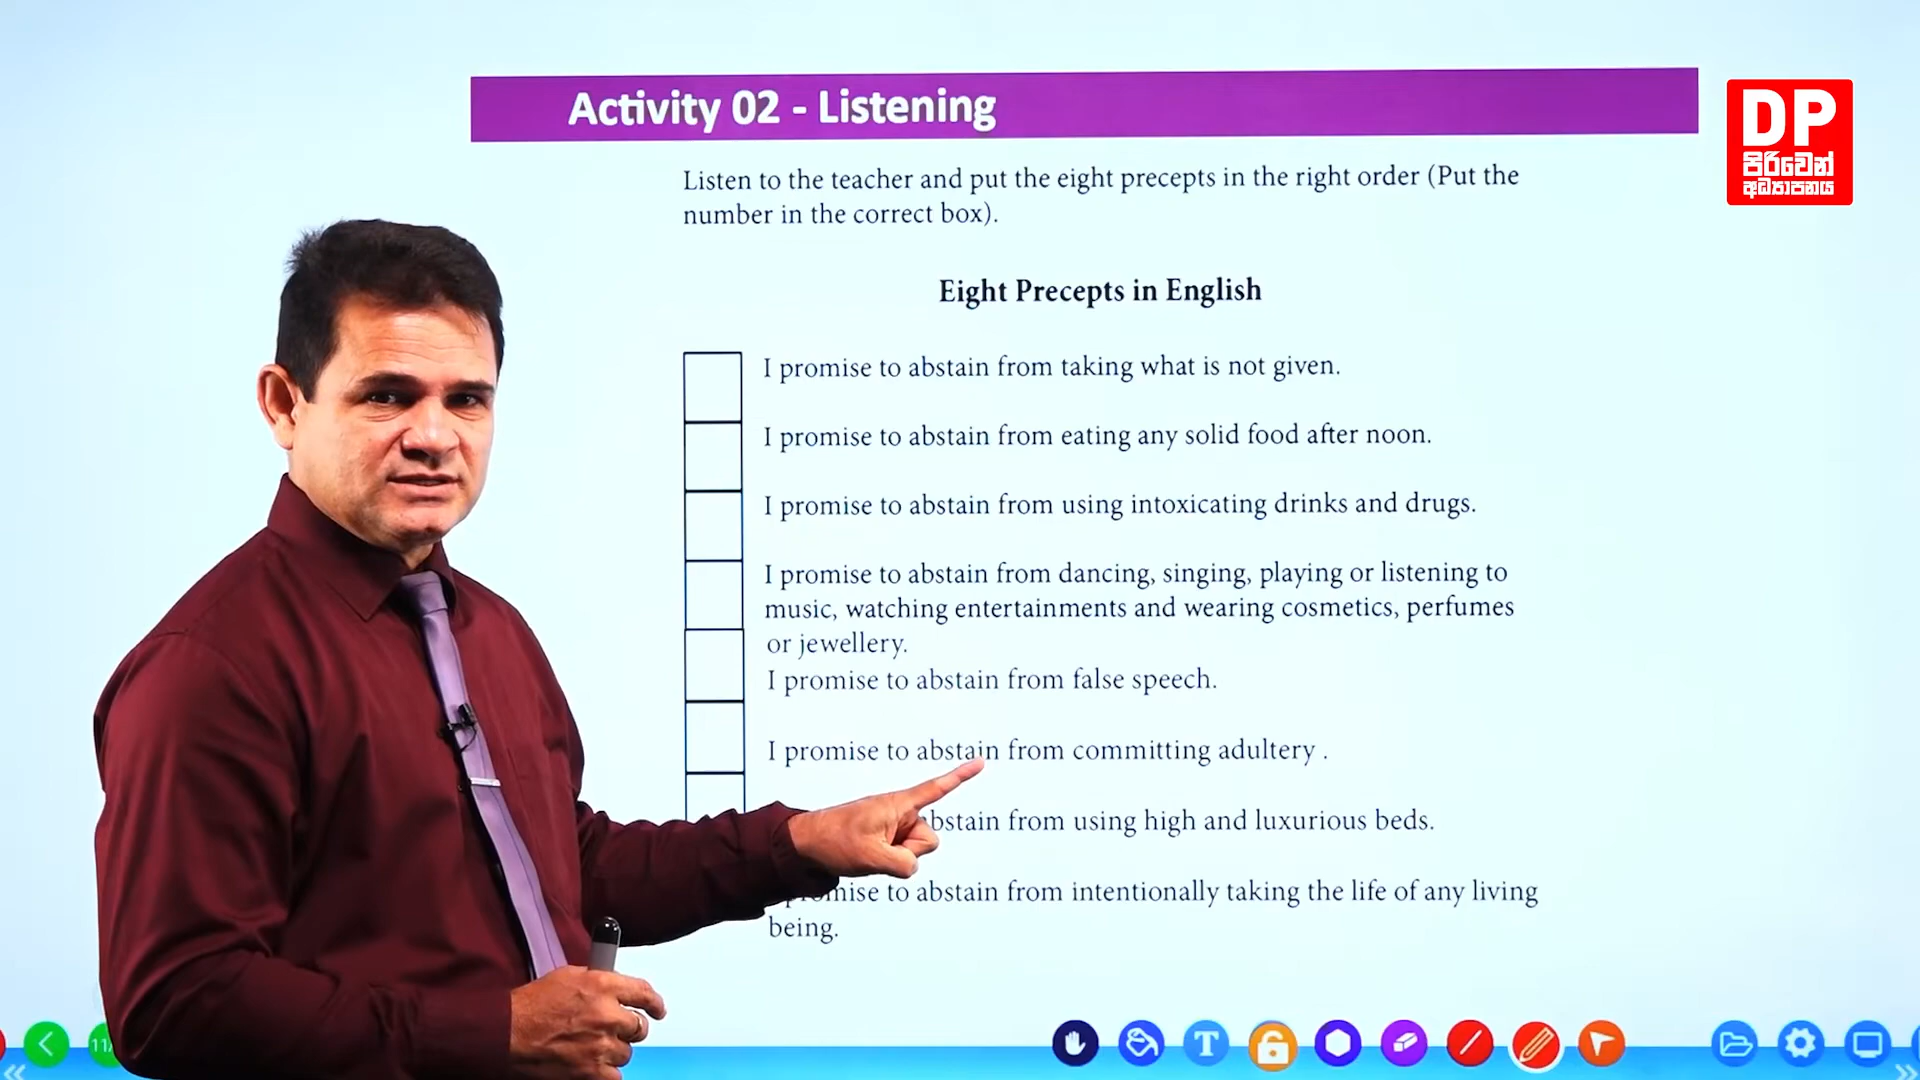 Activity 02 - Listening
DP
පිරිවෙන්
අධ්‍යාපනය
Listen to the teacher and put the eight precepts in the right order (Put the
number in the correct box).
Eight Precepts in English
I promise to abstain from taking what is not given.
I promise to abstain from eating any solid food after noon.
I promise to abstain from using intoxicating drinks and drugs.
I promise to abstain from dancing, singing, playing or listening to
music, watching entertainments and wearing cosmetics, perfumes
or jewellery.
I promise to abstain from false speech.
I promise to abstain from committing adultery .
abstain from using high and luxurious beds.
promise to abstain from intentionally taking the life of any living
being.
T